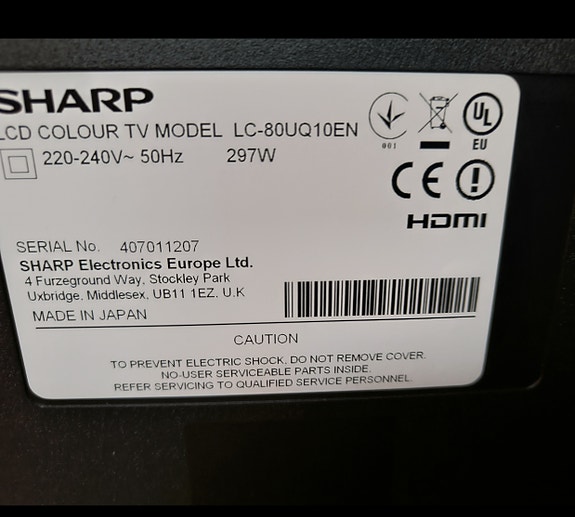 SHARP
LCD COLOUR TV MODEL LC-80UQ10EN
220-240V~ 50Hz 297W
001
UL
EU
CE
HDMI
SERIAL No. 407011207
SHARP Electronics Europe Ltd.
4 Furzeground Way, Stockley Park
Uxbridge, Middlesex, UB11 1EZ. U.K
MADE IN JAPAN
CAUTION
TO PREVENT ELECTRIC SHOCK, DO NOT REMOVE COVER.
NO-USER SERVICEABLE PARTS INSIDE.
REFER SERVICING TO QUALIFIED SERVICE PERSONNEL